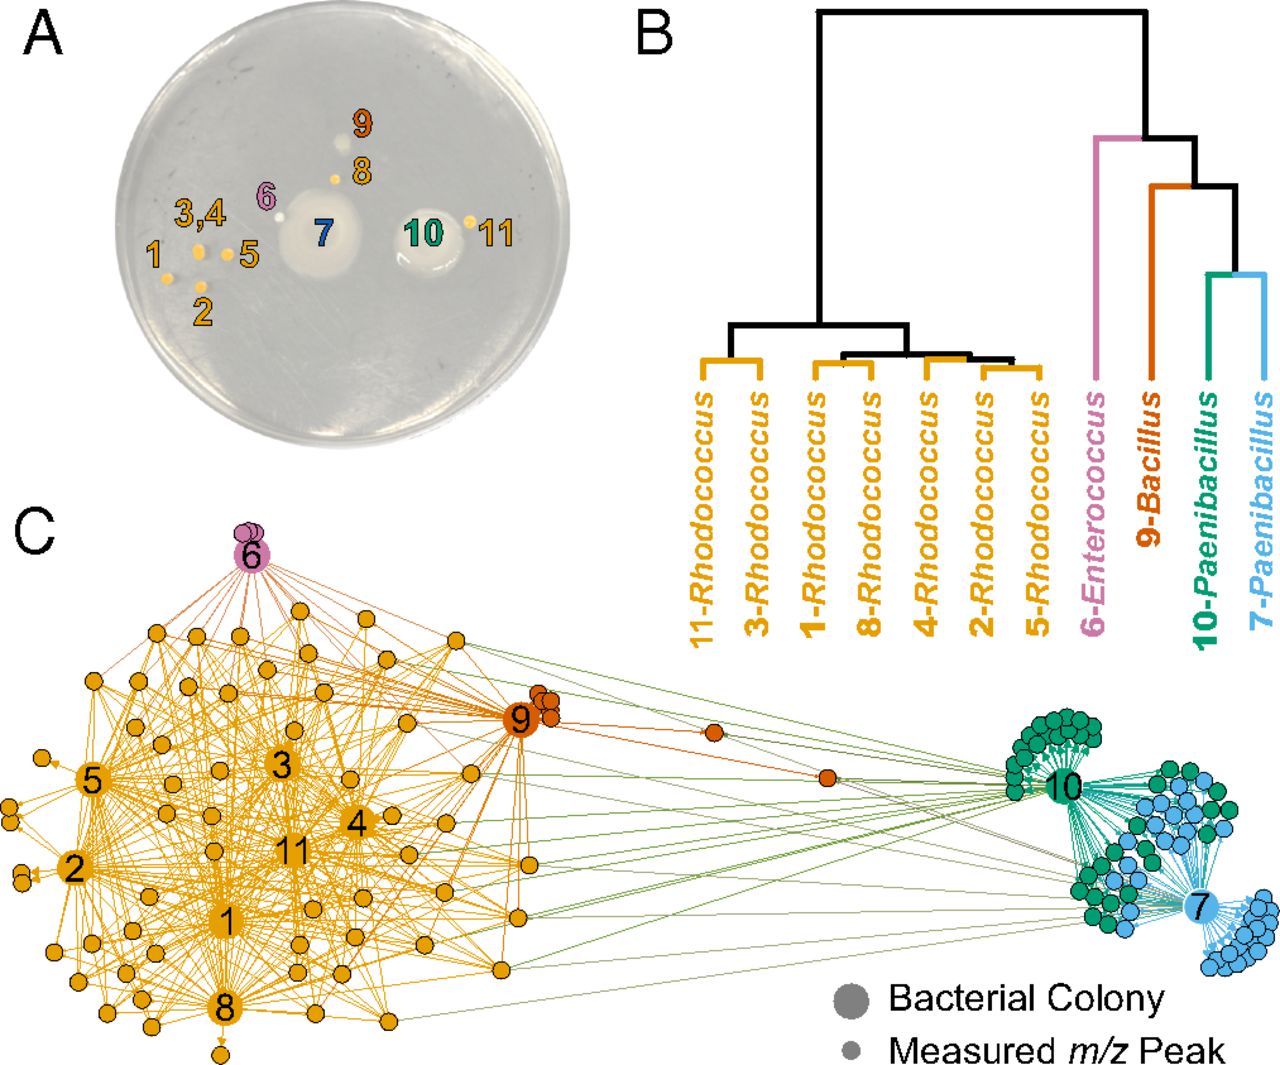 A
9
8
6
3,4
7
10
11
1
5
2
B
11-Rhodococcus
3-Rhodococcus
1-Rhodococcus
8-Rhodococcus
4-Rhodococcus
2-Rhodococcus
5-Rhodococcus
6-Enterococcus
9-Bacillus
10-Paenibacillus
7-Paenibacillus
C
6
9
3
5
10
4
11
2
7
1
8
Bacterial Colony
Measured m/z Peak